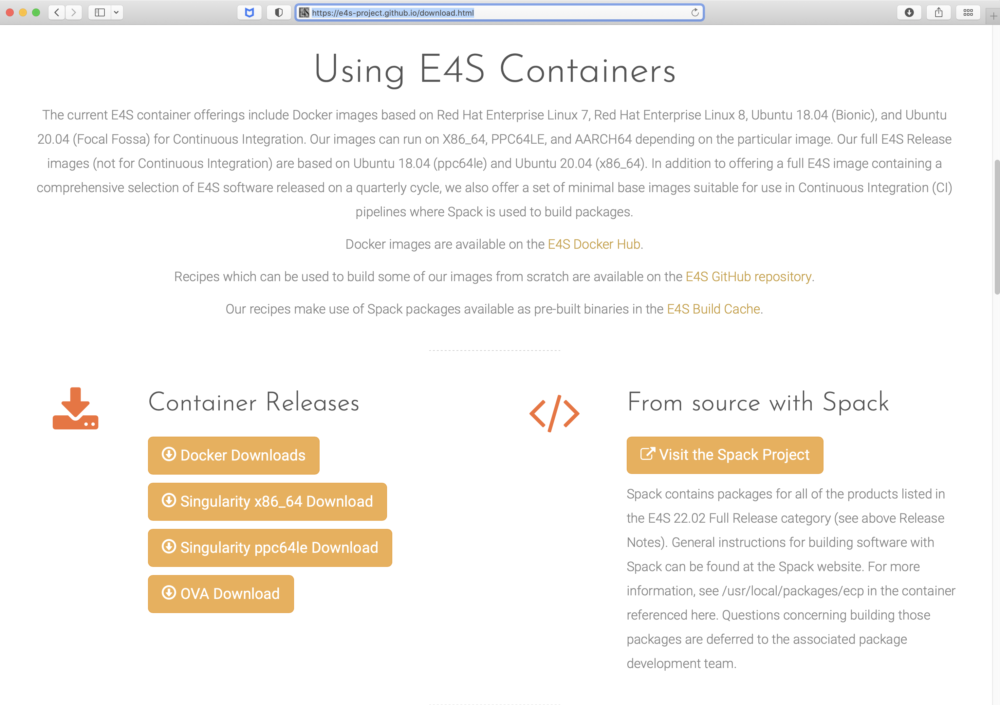 E4S https://e4s-project.github.io/download.html
Using E4S Containers
The current E4S container offerings include Docker images based on Red Hat Enterprise Linux 7, Red Hat Enterprise Linux 8, Ubuntu 18.04 (Bionic), and Ubuntu
20.04 (Focal Fossa) for Continuous Integration. Our images can run on X86_64, PPC64LE, and AARCH64 depending on the particular image. Our full E4S Release
images (not for Continuous Integration) are based on Ubuntu 18.04 (ppc64le) and Ubuntu 20.04 (x86_64). In addition to offering a full E4S image containing a
comprehensive selection of E4S software released on a quarterly cycle, we also offer a set of minimal base images suitable for use in Continuous Integration (CI)
pipelines where Spack is used to build packages.
Docker images are available on the E4S Docker Hub.
Recipes which can be used to build some of our images from scratch are available on the E4S GitHub repository.
Our recipes make use of Spack packages available as pre-built binaries in the E4S Build Cache.
Container Releases
Docker Downloads
Singularity x86_64 Download
Singularity ppc64le Download
OVA Download
From source with Spack
Visit the Spack Project
Spack contains packages for all of the products listed in
the E4S 22.02 Full Release category (see above Release
Notes). General instructions for building software with
Spack can be found at the Spack website. For more
information, see /usr/local/packages/ecp in the container
referenced here. Questions concerning building those
packages are deferred to the associated package
development team.